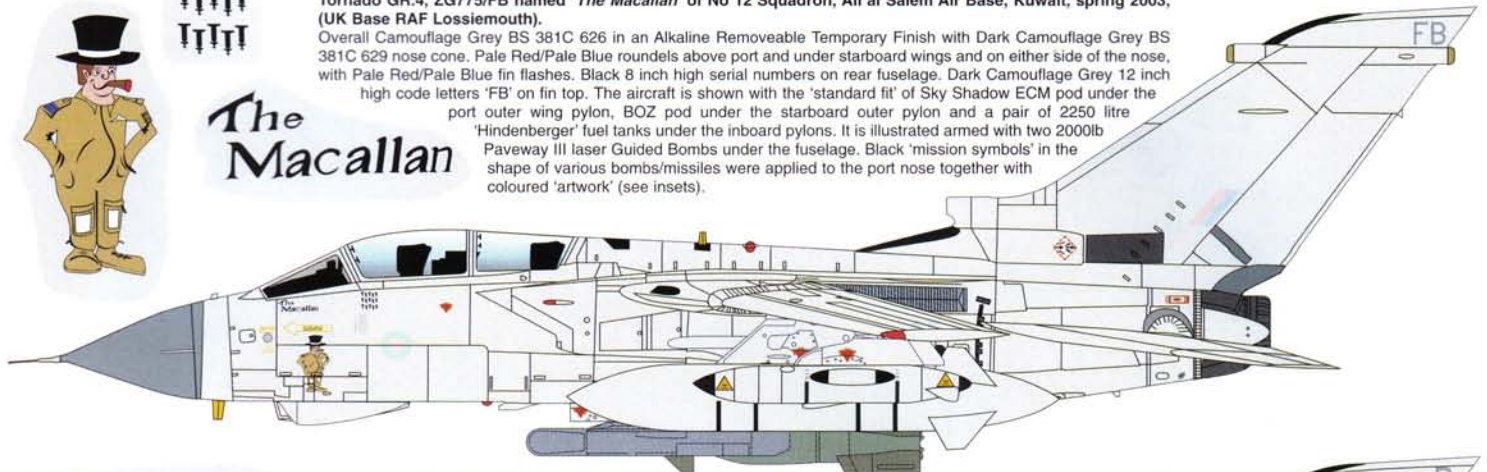 Tornado GR.4, ZG775/FB named 'The Macallan' of No 12 Squadron, Ali al Salem Air Base, Kuwait, spring 2003,
(UK Base RAF Lossiemouth).
Overall Camouflage Grey BS 381C 626 in an Alkaline Removeable Temporary Finish with Dark Camouflage Grey BS
381C 629 nose cone. Pale Red/Pale Blue roundels above port and under starboard wings and on either side of the nose,
with Pale Red/Pale Blue fin flashes. Black 8 inch high serial numbers on rear fuselage. Dark Camouflage Grey 12 inch
high code letters 'FB' on fin top. The aircraft is shown with the 'standard fit' of Sky Shadow ECM pod under the
port outer wing pylon, BOZ pod under the starboard outer pylon and a pair of 2250 litre
'Hindenberger' fuel tanks under the inboard pylons. It is illustrated armed with two 2000lb
Paveway III laser Guided Bombs under the fuselage. Black 'mission symbols' in the
shape of various bombs/missiles were applied to the port nose together with
coloured 'artwork' (see insets).
The
Macallan
FB
The
Macallan